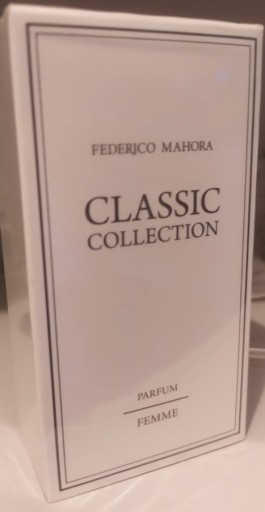 FEDERICO MAHORA
CLASSIC
COLLECTION
PARFUM
FEMME